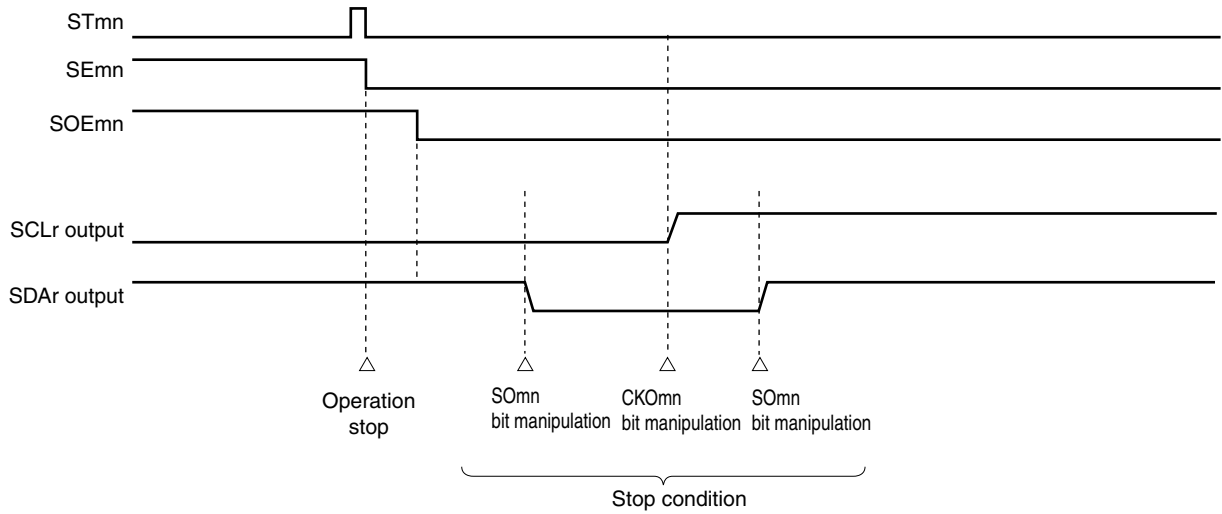 STmn
SEmn
SOEmn
SCLr output
SDAr output
Operation
stop
SOmn
bit manipulation
CKOmn
bit manipulation
SOmn
bit manipulation
Stop condition